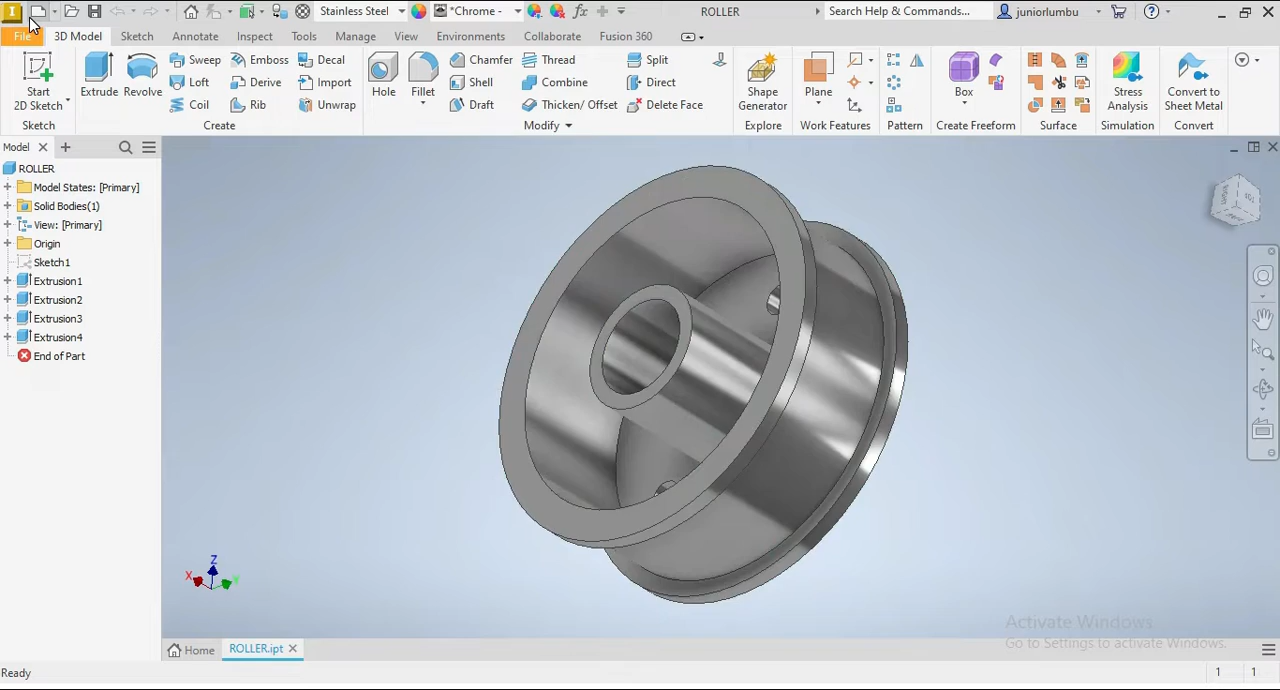 I
Stainless Steel
*Chrome -
fx
ROLLER
Search Help & Commands...
juniorlumbu
File
3D Model
Sketch
Annotate
Inspect
Tools
Manage
View
Environments
Collaborate
Fusion 360
Start
2D Sketch
Extrude
Revolve
Sweep
Emboss
Decal
Loft
Derive
Import
Coil
Rib
Unwrap
Hole
Fillet
Chamfer
Thread
Split
Shell
Combine
Direct
Draft
Thicken/ Offset
Delete Face
Shape
Generator
Plane
Box
Stress
Analysis
Convert to
Sheet Metal
Sketch
Create
Modify
Explore
Work Features
Pattern
Create Freeform
Surface
Simulation
Convert
Model
ROLLER
Model States: [Primary]
Solid Bodies(1)
View: [Primary]
Origin
Sketch1
Extrusion1
Extrusion2
Extrusion3
Extrusion4
End of Part
Z
X
Y
Activate Windows
Go to Settings to activate Windows.
Home
ROLLER.ipt
Ready
1
1